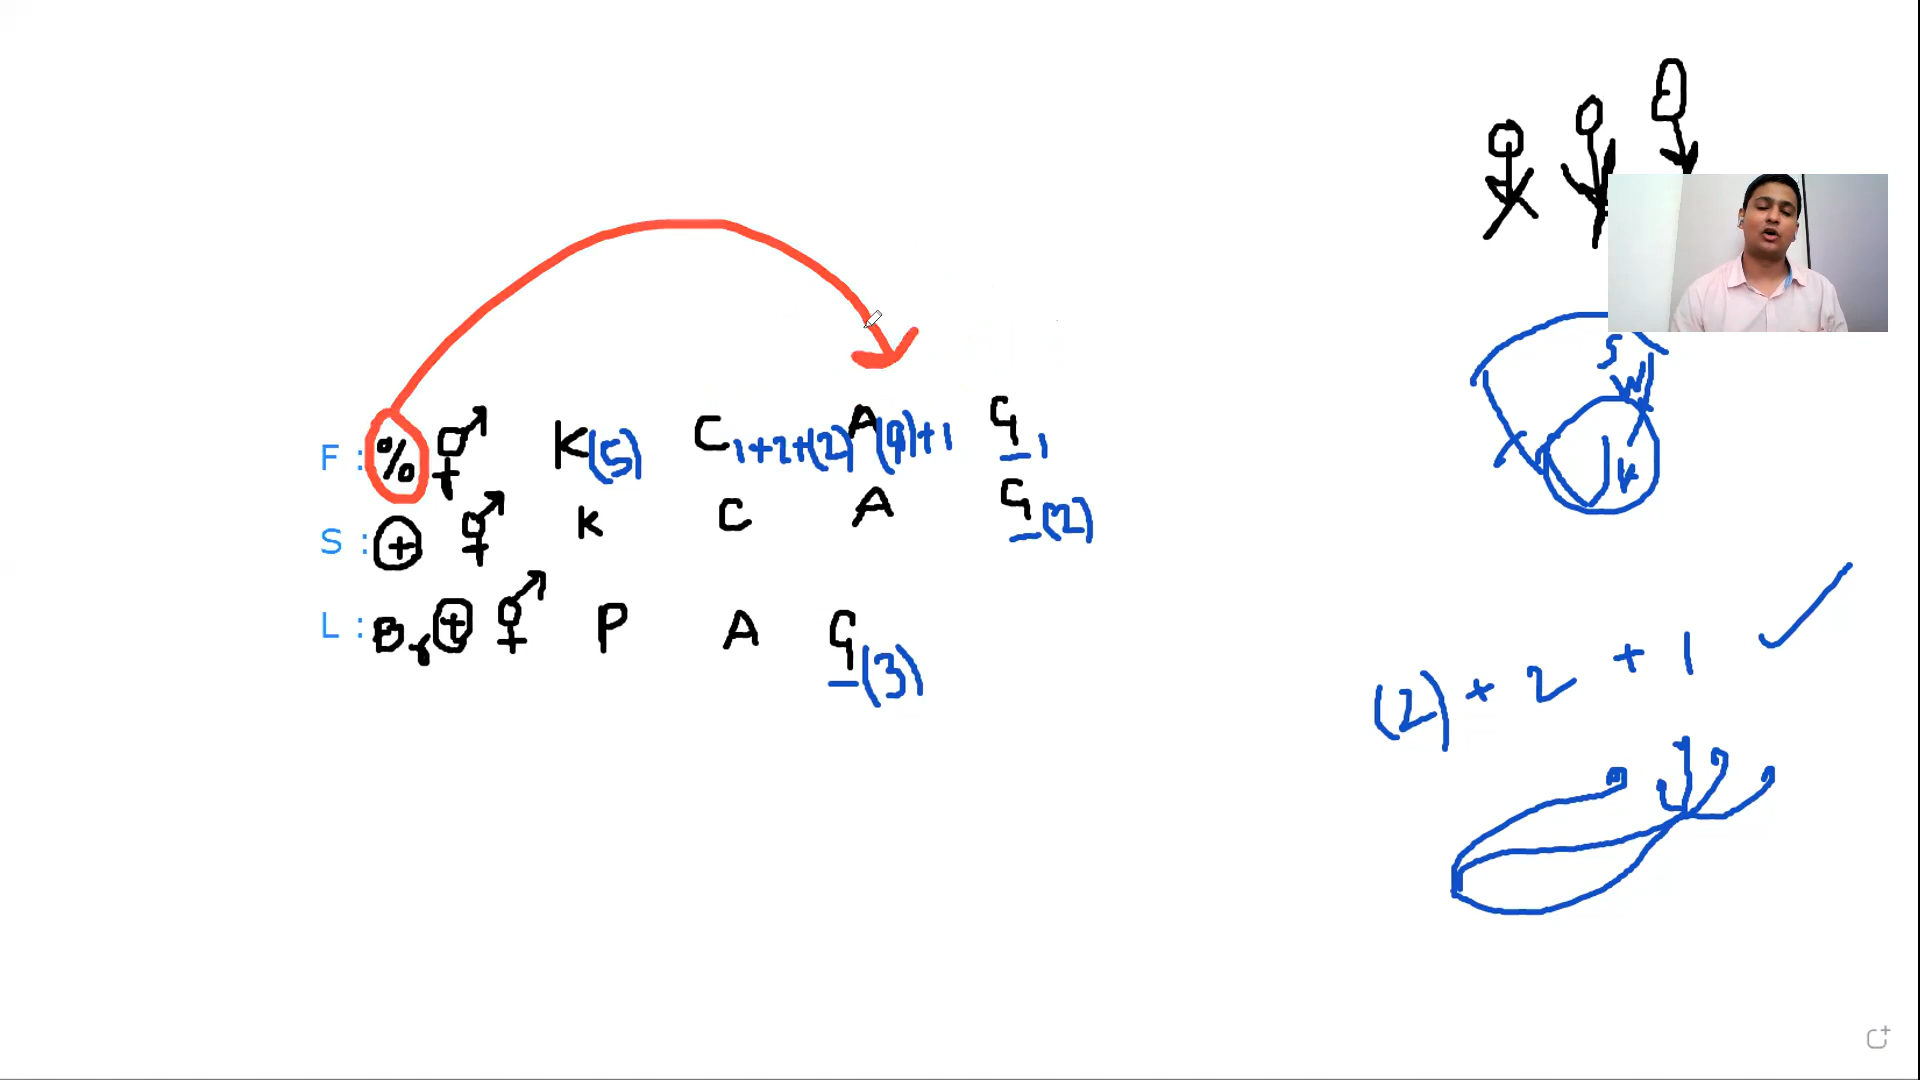 F : % ⚥ K(5) C1+2+(2) A(9)+1 G1
S : ⊕ ⚥ K C A G(2)
L : Br ⊕ ⚥ P A G(3)
S
W
K
(2) + 2 + 1 ✓